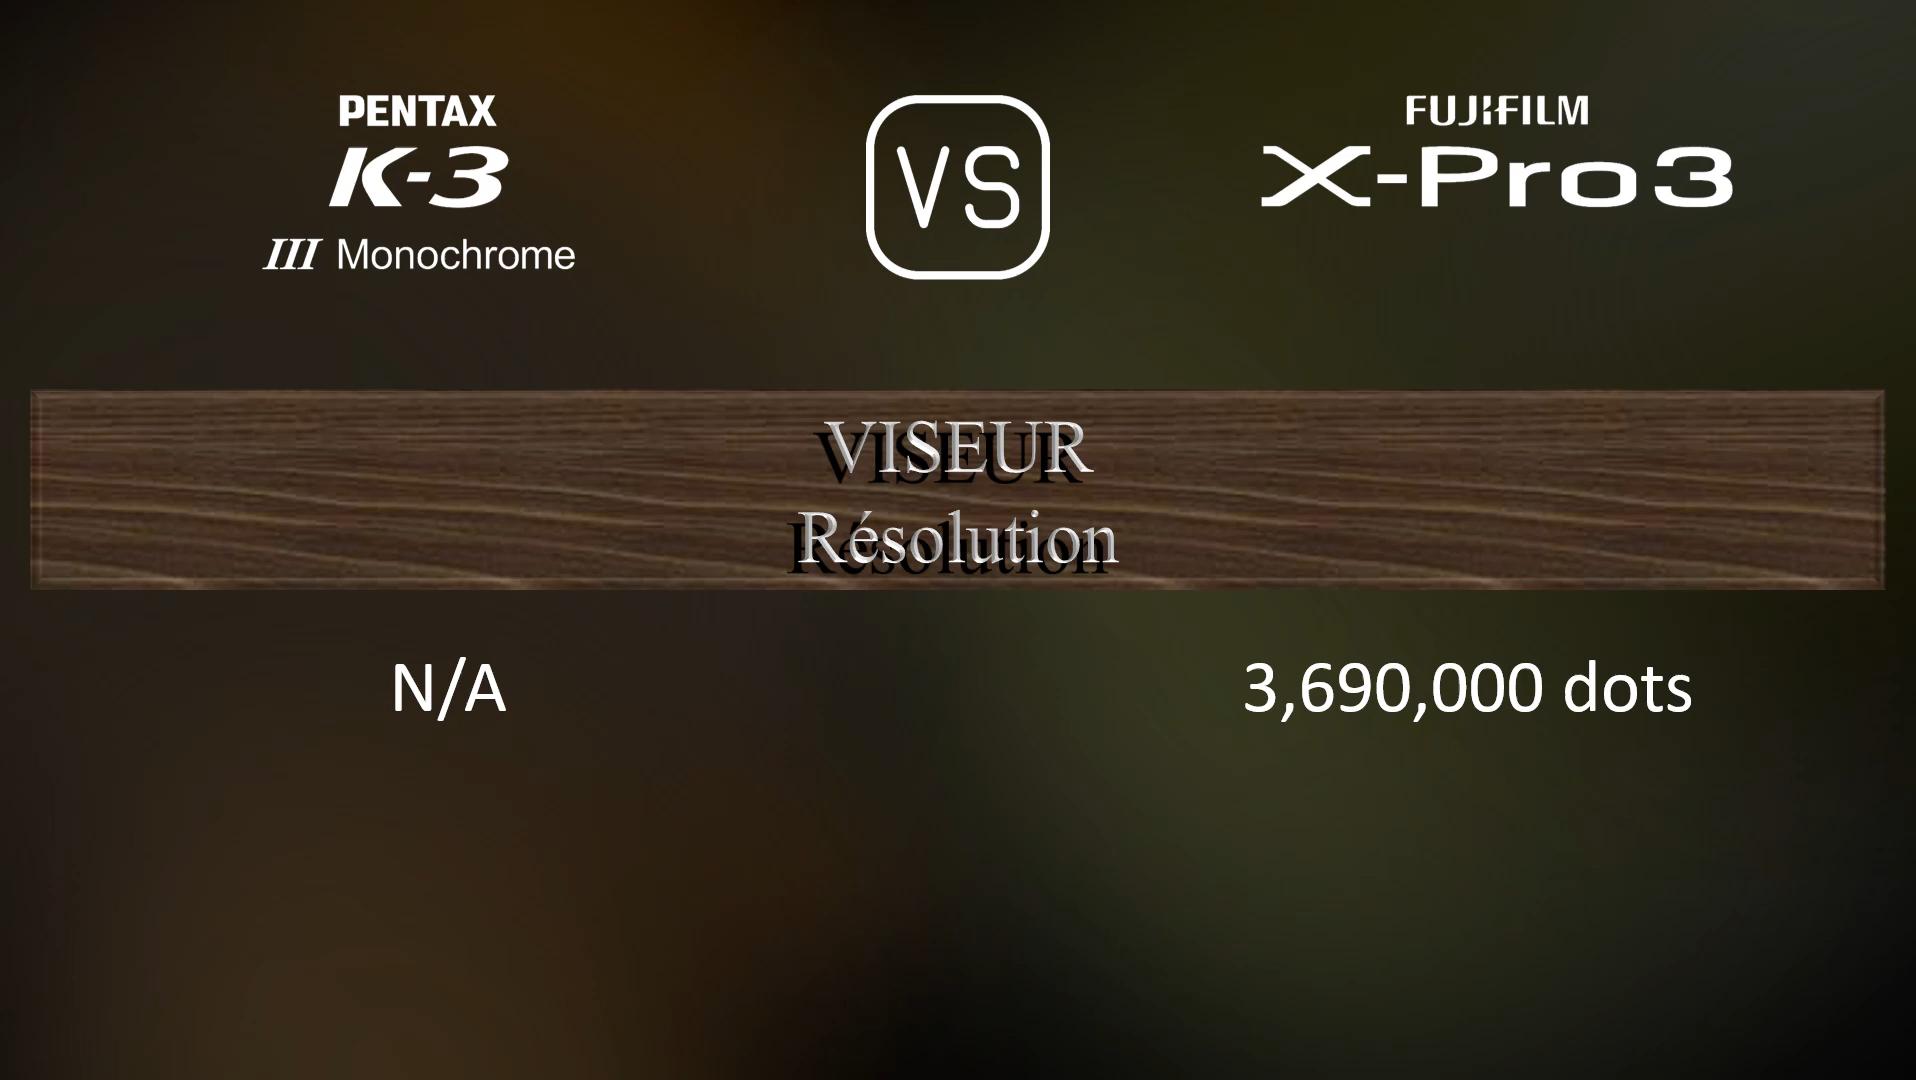 PENTAX
K-3
III Monochrome
VS
FUJIFILM
X-Pro3
VISEUR
Résolution
N/A
3,690,000 dots